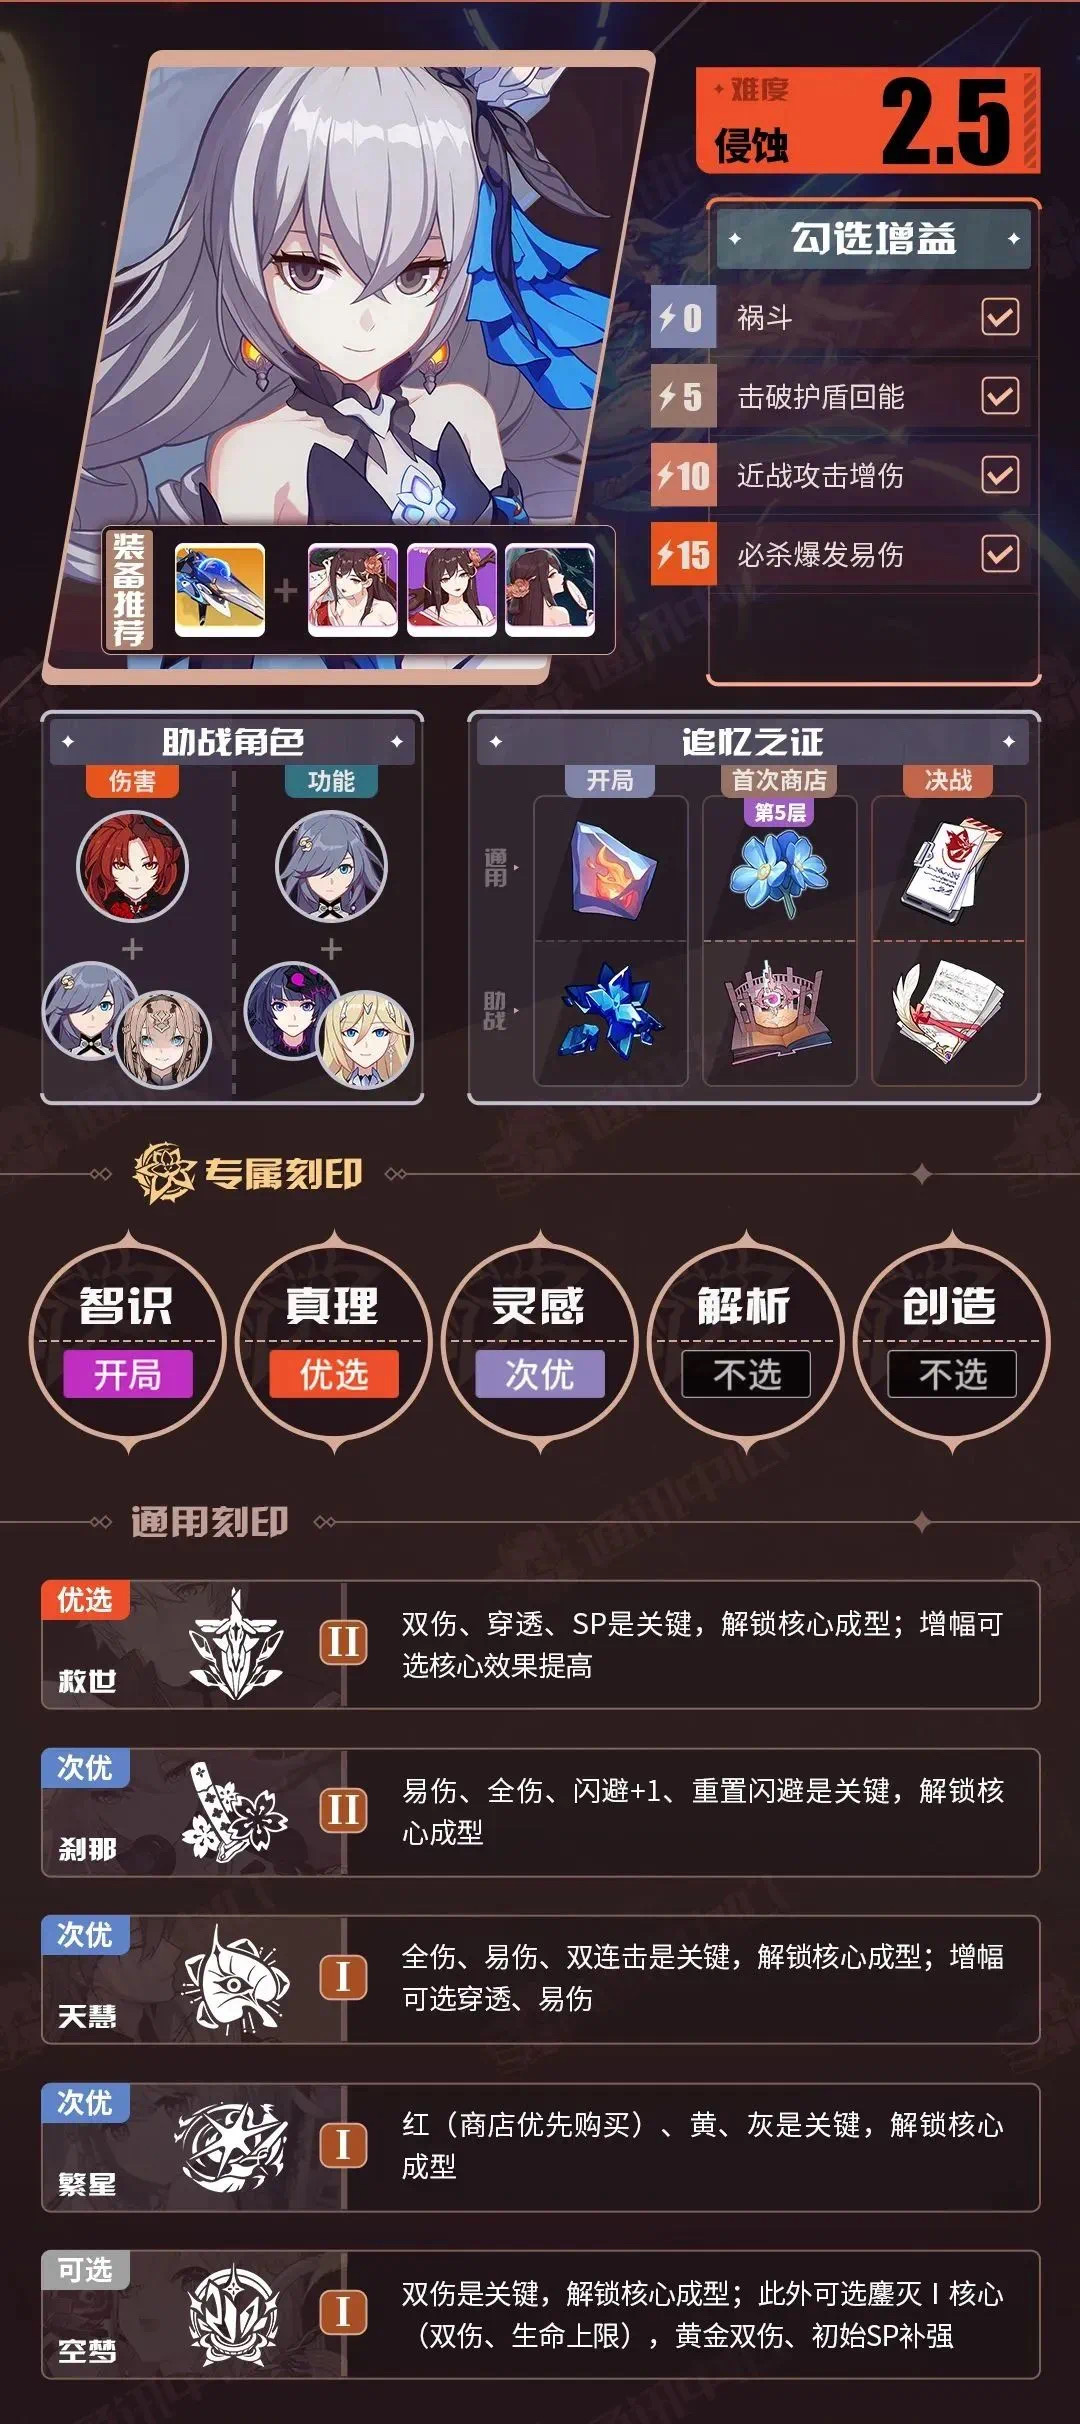 难度
侵蚀
2.5
勾选增益
0 祸斗
5 击破护盾回能
10 近战攻击增伤
15 必杀爆发易伤
装备推荐
+
助战角色
伤害
功能
+
+
追忆之证
开局
首次商店
第5层
决战
通用
助战
专属刻印
智识
开局
真理
优选
灵感
次优
解析
不选
创造
不选
通用刻印
优选
救世
II
双伤、穿透、SP是关键，解锁核心成型；增幅可
选核心效果提高
次优
刹那
II
易伤、全伤、闪避+1、重置闪避是关键，解锁核
心成型
次优
天慧
I
全伤、易伤、双连击是关键，解锁核心成型；增幅
可选穿透、易伤
次优
繁星
I
红（商店优先购买）、黄、灰是关键，解锁核心
成型
可选
空梦
I
双伤是关键，解锁核心成型；此外可选鏖灭Ⅰ核心
（双伤、生命上限），黄金双伤、初始SP补强